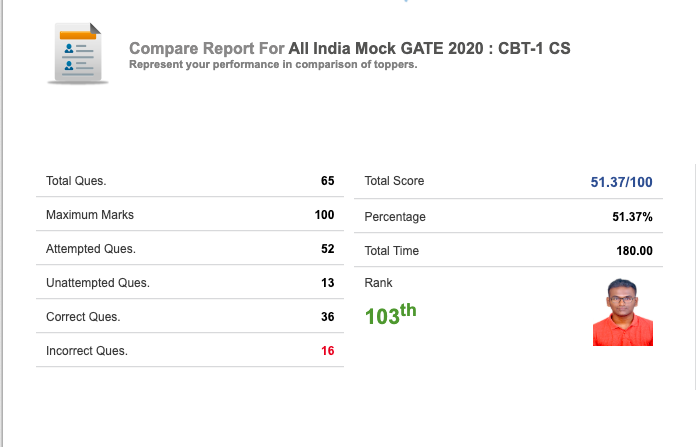 Compare Report For All India Mock GATE 2020 : CBT-1 CS
Represent your performance in comparison of toppers.
Total Ques. 65
Maximum Marks 100
Attempted Ques. 52
Unattempted Ques. 13
Correct Ques. 36
Incorrect Ques. 16
Total Score 51.37/100
Percentage 51.37%
Total Time 180.00
Rank
103th